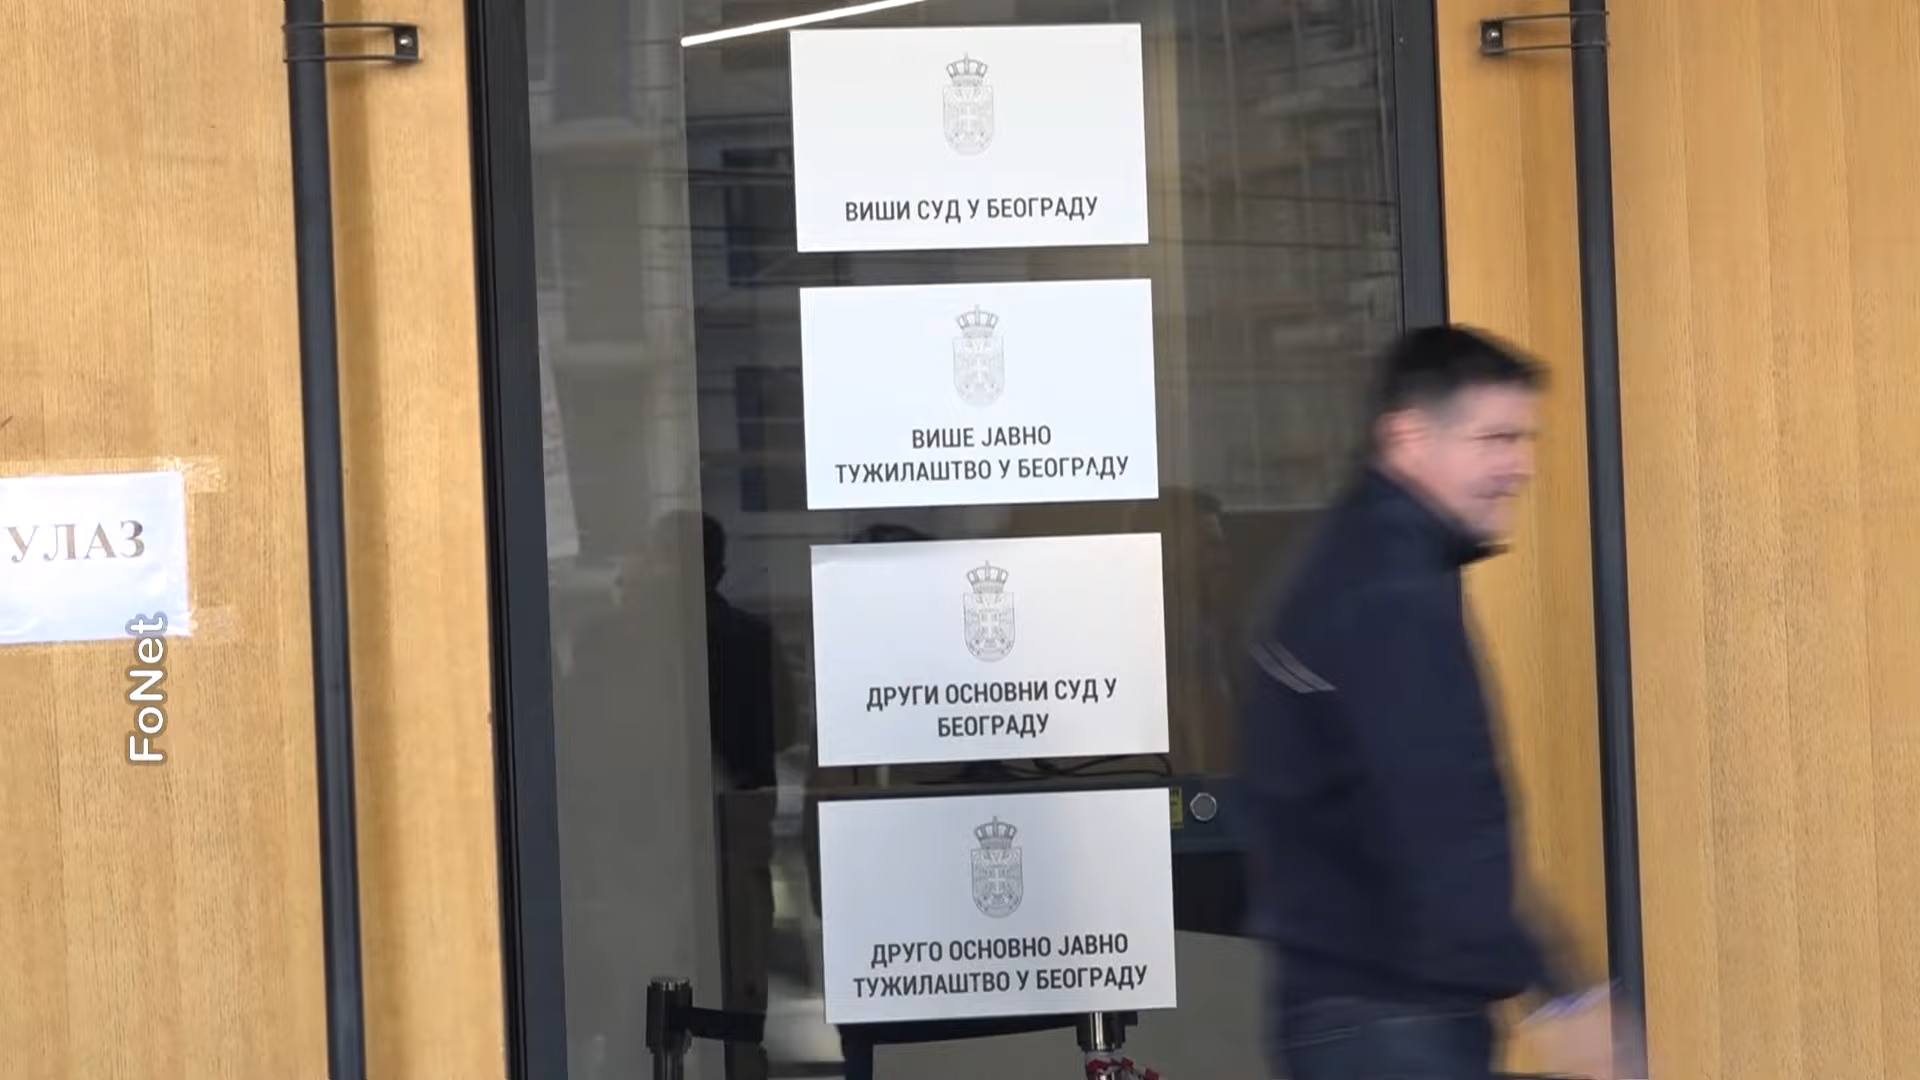 ВИШИ СУД У БЕОГРАДУ
ВИШЕ ЈАВНО
ТУЖИЛАШТВО У БЕОГРАДУ
ДРУГИ ОСНОВНИ СУД У
БЕОГРАДУ
ДРУГО ОСНОВНО ЈАВНО
ТУЖИЛАШТВО У БЕОГРАДУ
УЛАЗ
FoNet